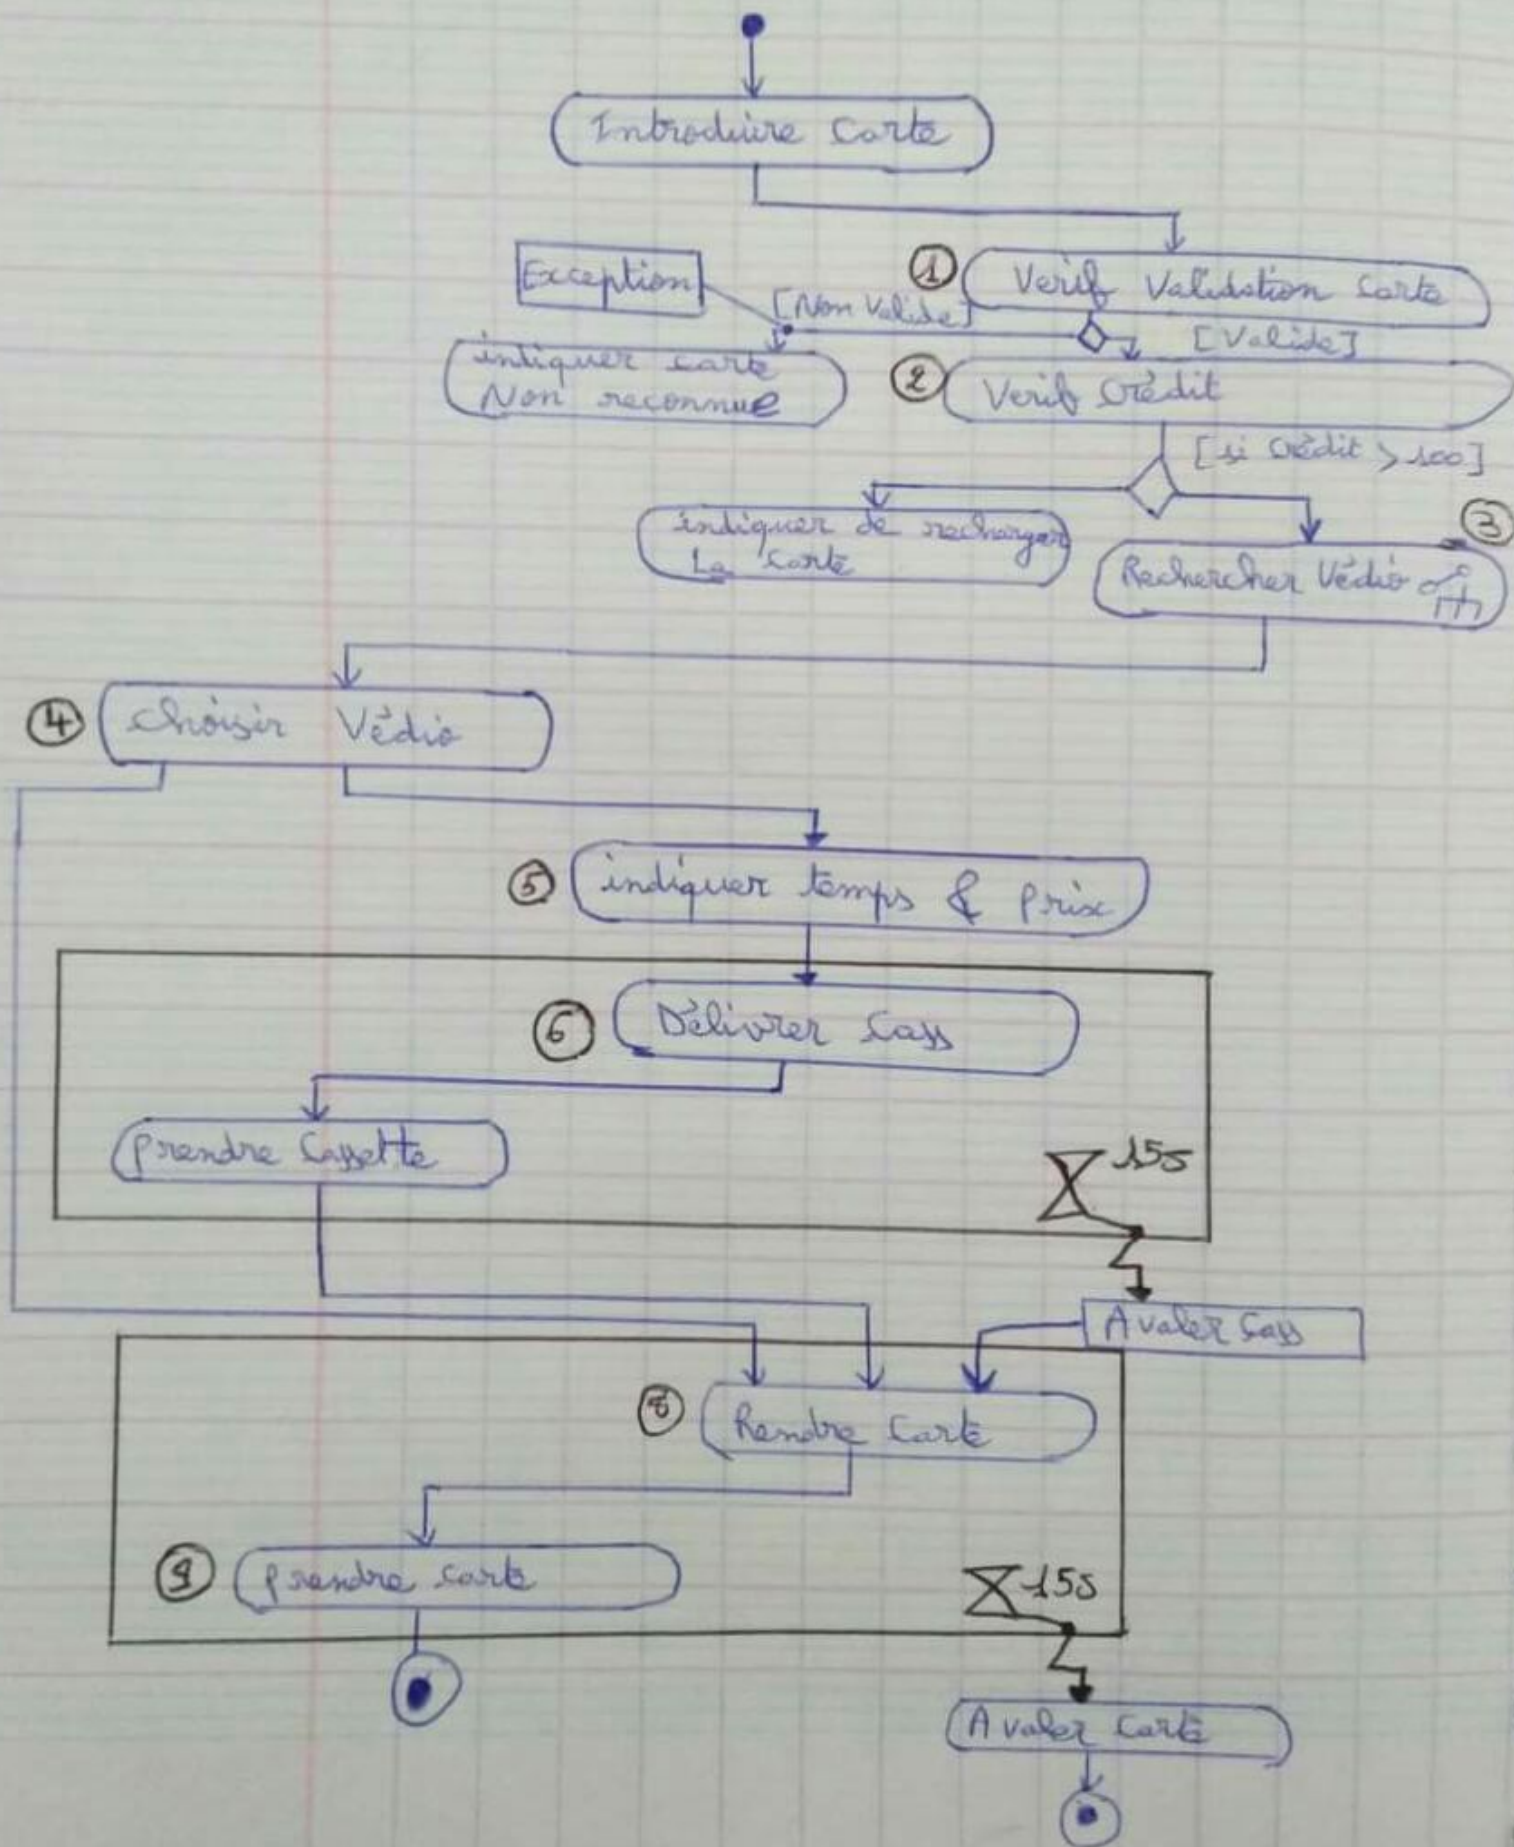 Introduire Carte
Exception
①
Verif Validation Carte
[Non Valide]
[Valide]
intiquer carte
Non reconnue
②
Verif Crédit
[si Crédit > 100]
indiquer de recharger
La Carte
③
Rechercher Védio
④
choisir Védio
⑤
indiquer temps & Prix
⑥
Délivrer Cass
prendre Cassette
15s
Avaler Cass
⑧
Rendre Carte
⑨
prendre carte
15s
Avaler Carte